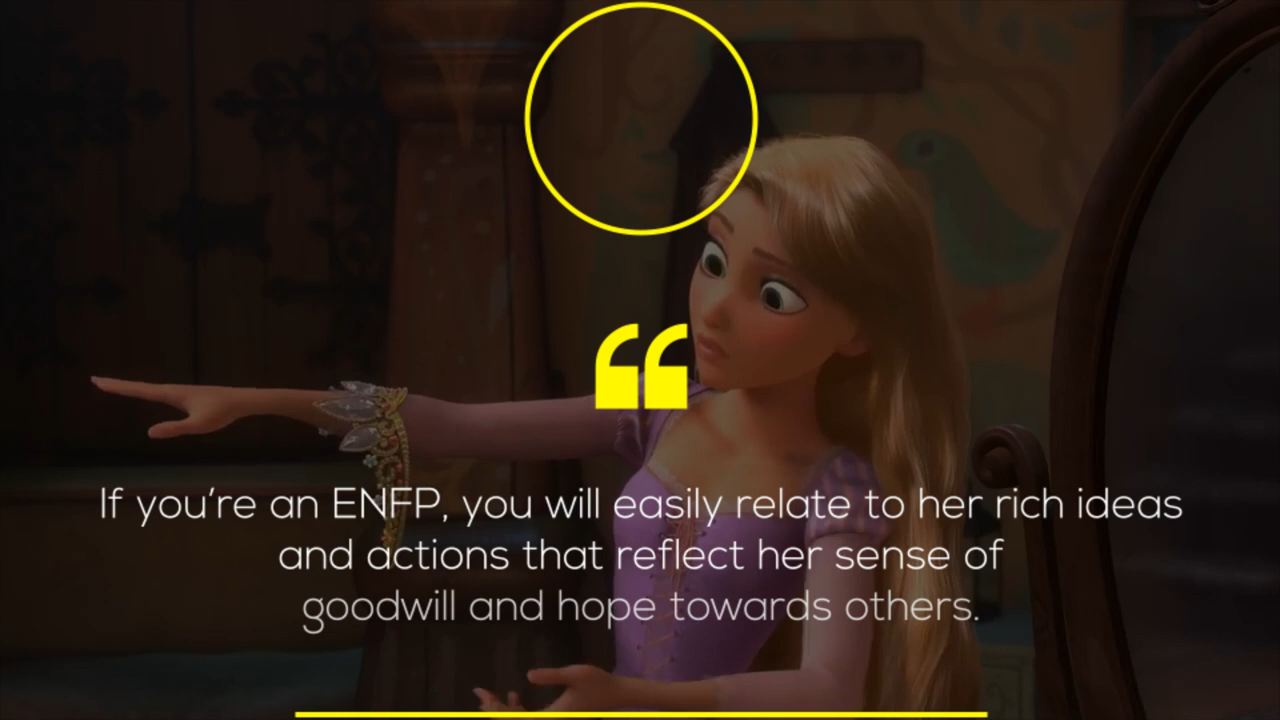 If you're an ENFP, you will easily relate to her rich ideas
and actions that reflect her sense of
goodwill and hope towards others.